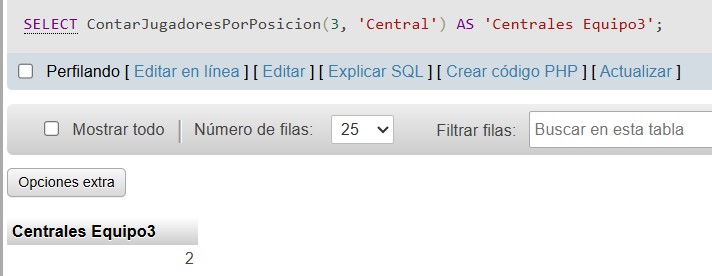 SELECT ContarJugadoresPorPosicion(3, 'Central') AS 'Centrales Equipo3';
Perfilando [ Editar en línea ] [ Editar ] [ Explicar SQL ] [ Crear código PHP ] [ Actualizar ]
Mostrar todo | Número de filas: 25 Filtrar filas: Buscar en esta tabla
Opciones extra
Centrales Equipo3
2